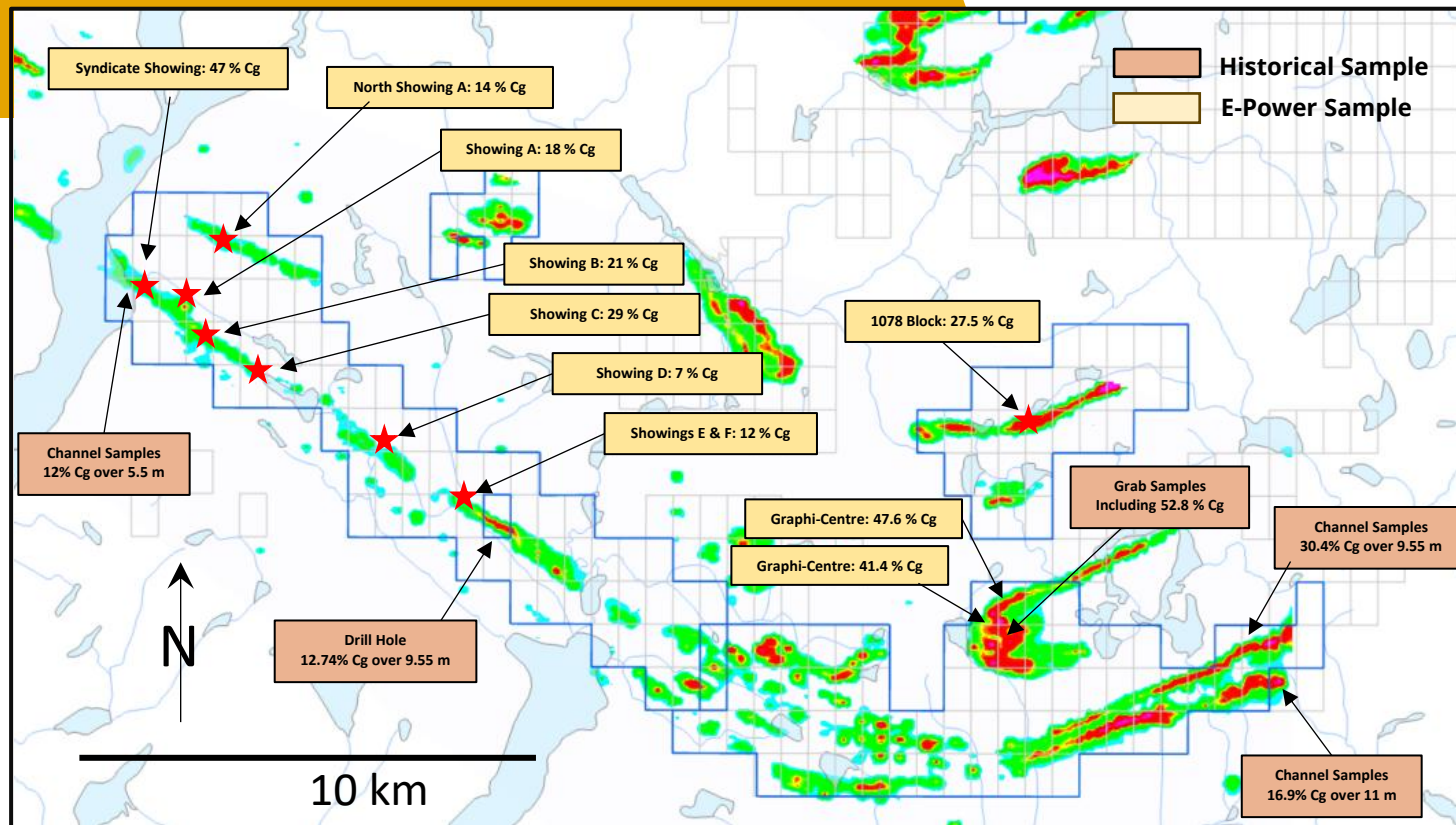 Syndicate Showing: 47 % Cg
North Showing A: 14 % Cg
Showing A: 18 % Cg
Historical Sample
E-Power Sample
Showing B: 21 % Cg
Showing C: 29 % Cg
1078 Block: 27.5 % Cg
Showing D: 7 % Cg
Showings E & F: 12 % Cg
Channel Samples
12% Cg over 5.5 m
Grab Samples
Including 52.8 % Cg
Graphi-Centre: 47.6 % Cg
Graphi-Centre: 41.4 % Cg
Channel Samples
30.4% Cg over 9.55 m
N
Drill Hole
12.74% Cg over 9.55 m
10 km
Channel Samples
16.9% Cg over 11 m